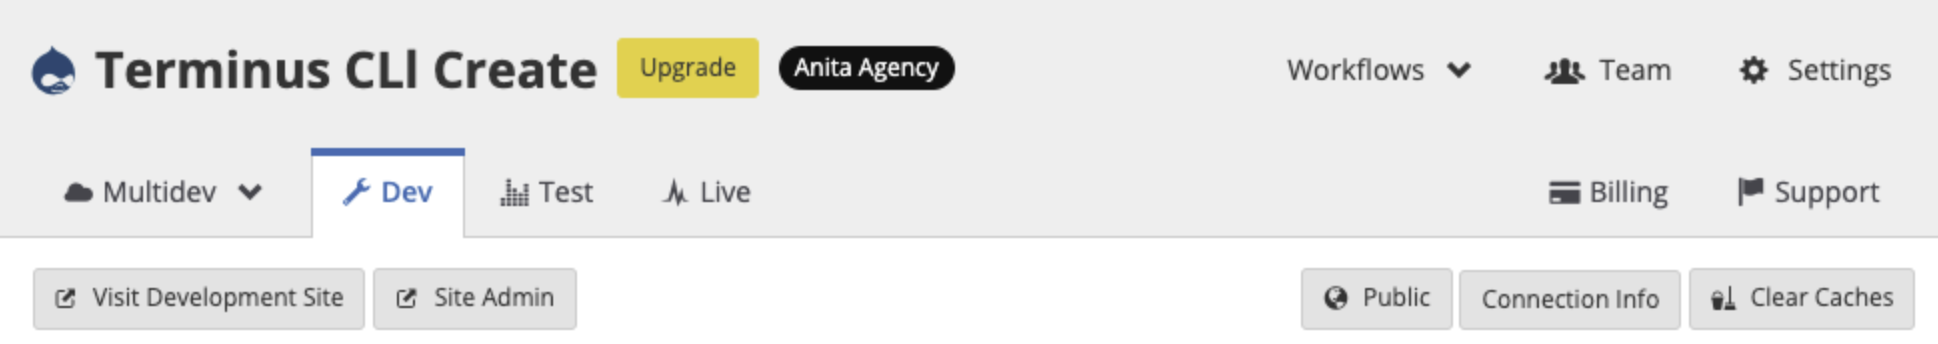 Terminus CLl Create Upgrade Anita Agency Workflows Team Settings
Multidev Dev Test Live Billing Support
Visit Development Site Site Admin Public Connection Info Clear Caches